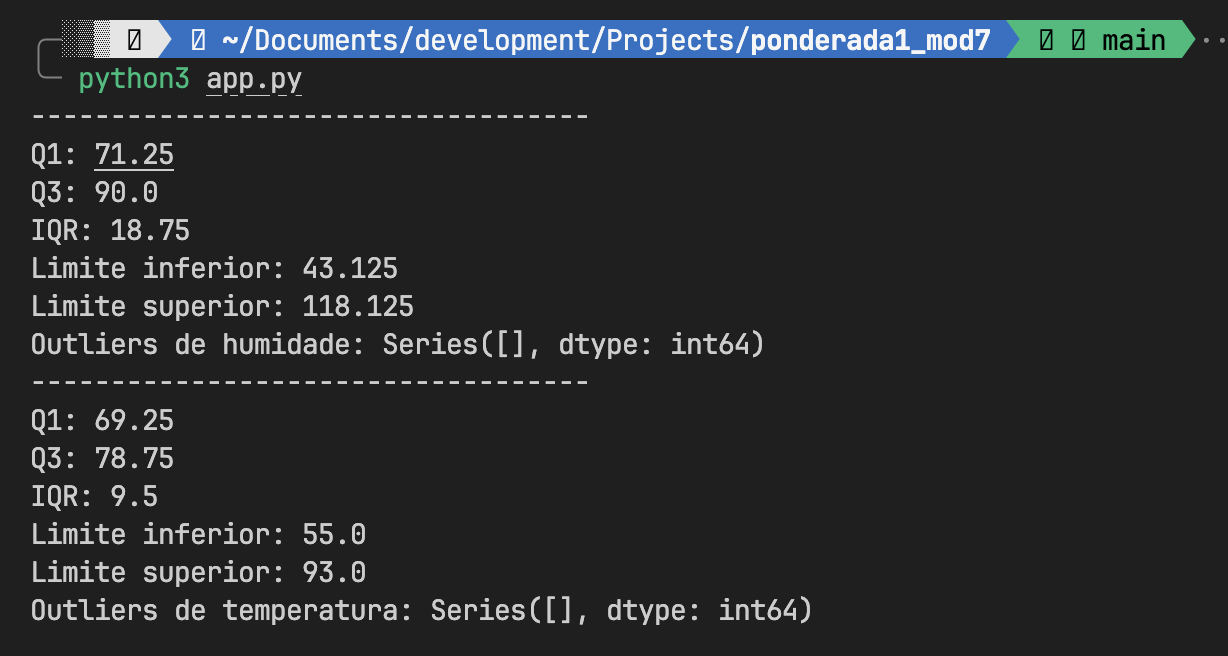 ~/Documents/development/Projects/ponderada1_mod7 main ··
python3 app.py
-----------------------------------
Q1: 71.25
Q3: 90.0
IQR: 18.75
Limite inferior: 43.125
Limite superior: 118.125
Outliers de humidade: Series([], dtype: int64)
-----------------------------------
Q1: 69.25
Q3: 78.75
IQR: 9.5
Limite inferior: 55.0
Limite superior: 93.0
Outliers de temperatura: Series([], dtype: int64)